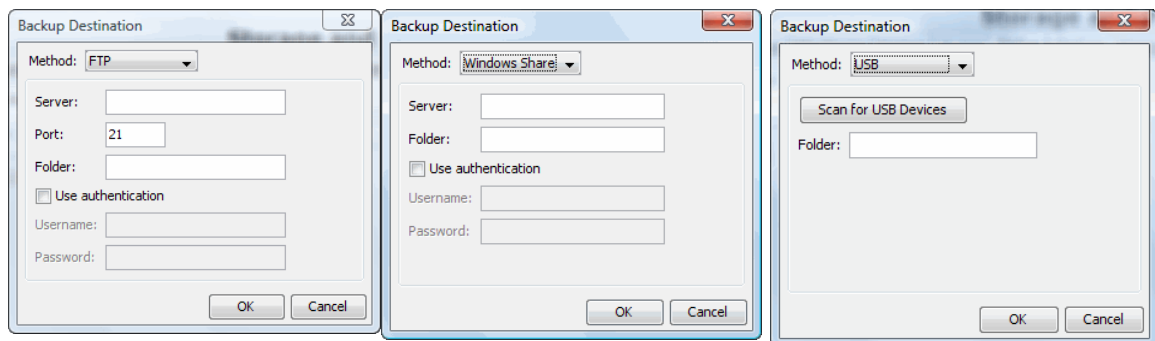 Backup Destination
Method: FTP
Server:
Port: 21
Folder:
Use authentication
Username:
Password:
OK Cancel
Backup Destination
Method: Windows Share
Server:
Folder:
Use authentication
Username:
Password:
OK Cancel
Backup Destination
Method: USB
Scan for USB Devices
Folder:
OK Cancel